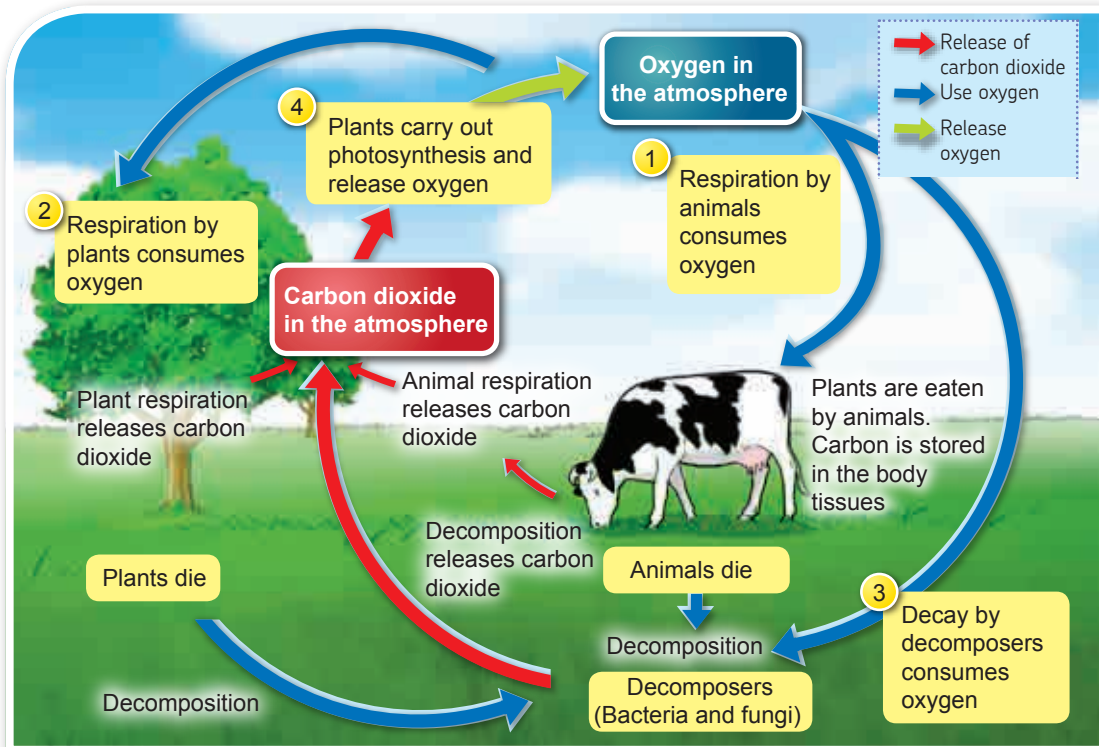 Oxygen in
the atmosphere
Release of
carbon dioxide
Use oxygen
Release
oxygen
4
Plants carry out
photosynthesis and
release oxygen
1
Respiration by
animals
consumes
oxygen
2
Respiration by
plants consumes
oxygen
Carbon dioxide
in the atmosphere
Plant respiration
releases carbon
dioxide
Animal respiration
releases carbon
dioxide
Plants are eaten
by animals.
Carbon is stored
in the body
tissues
Decomposition
releases carbon
dioxide
Plants die
Animals die
3
Decay by
decomposers
consumes
oxygen
Decomposition
Decomposition
Decomposers
(Bacteria and fungi)